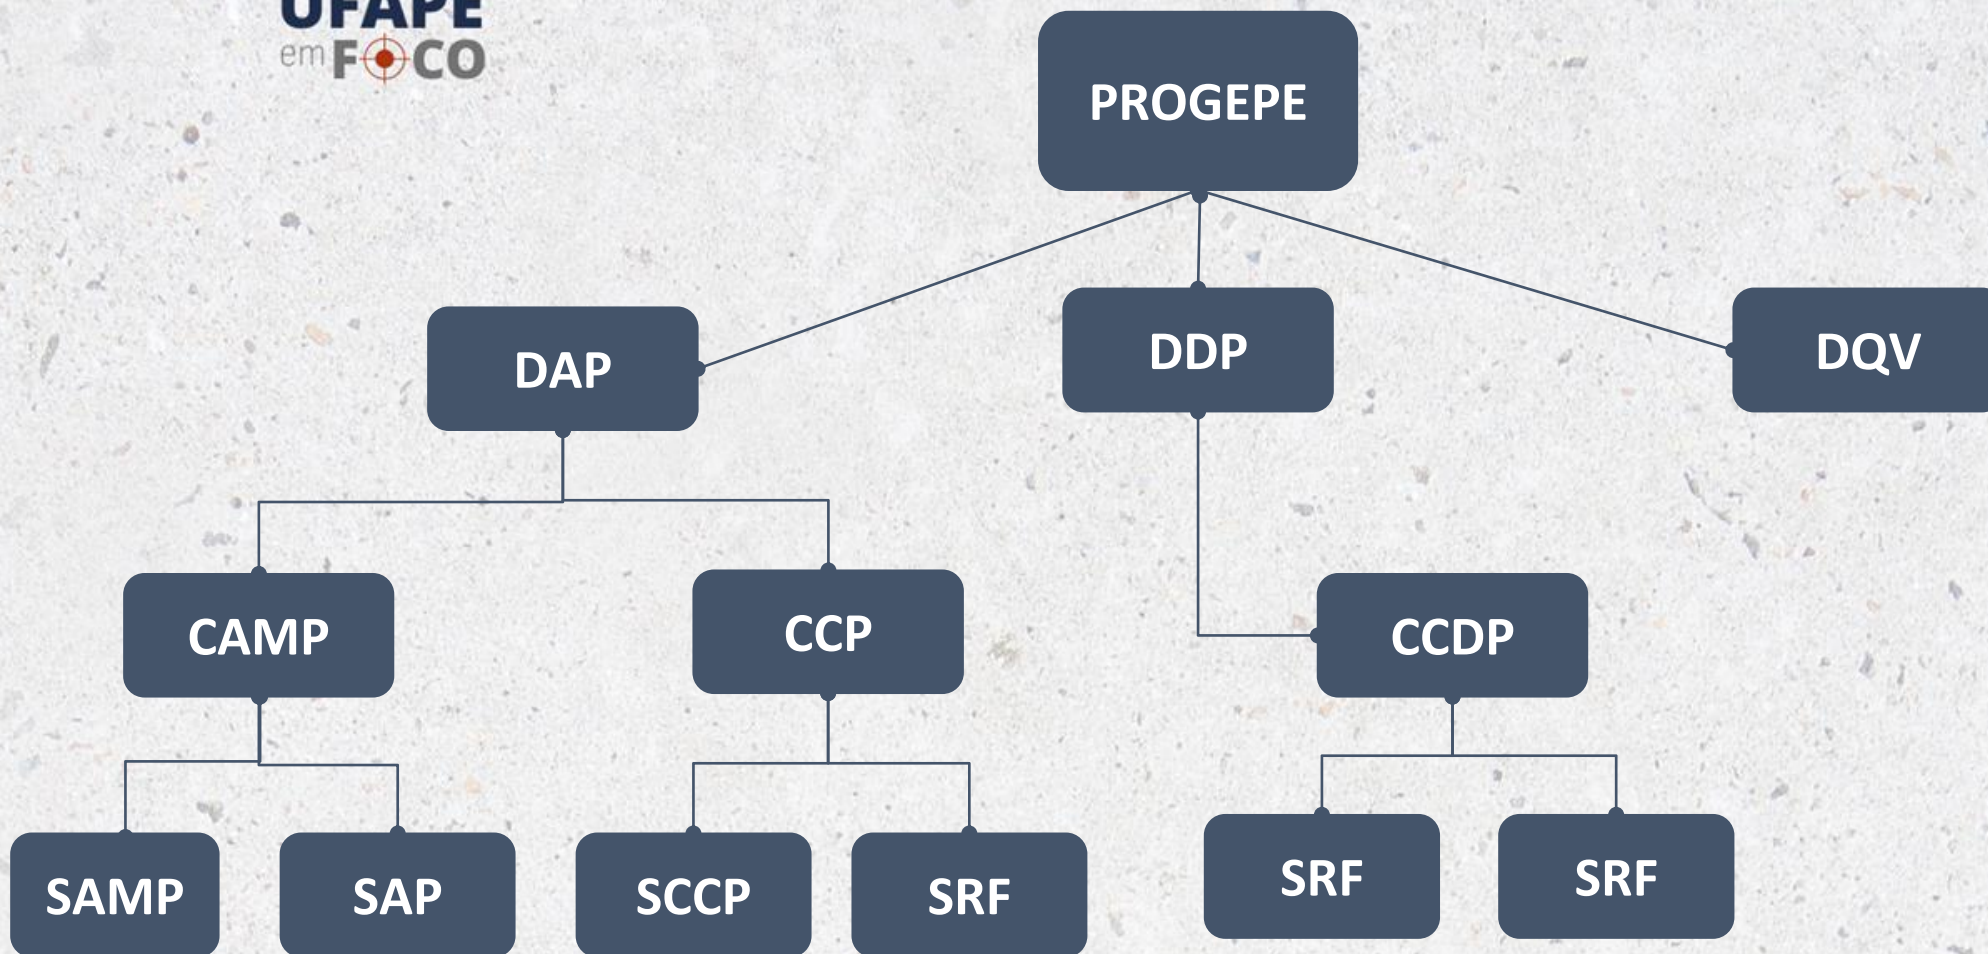 UFAPE
em FOCO
PROGEPE
DAP
DDP
DQV
CAMP
CCP
CCDP
SAMP
SAP
SCCP
SRF
SRF
SRF